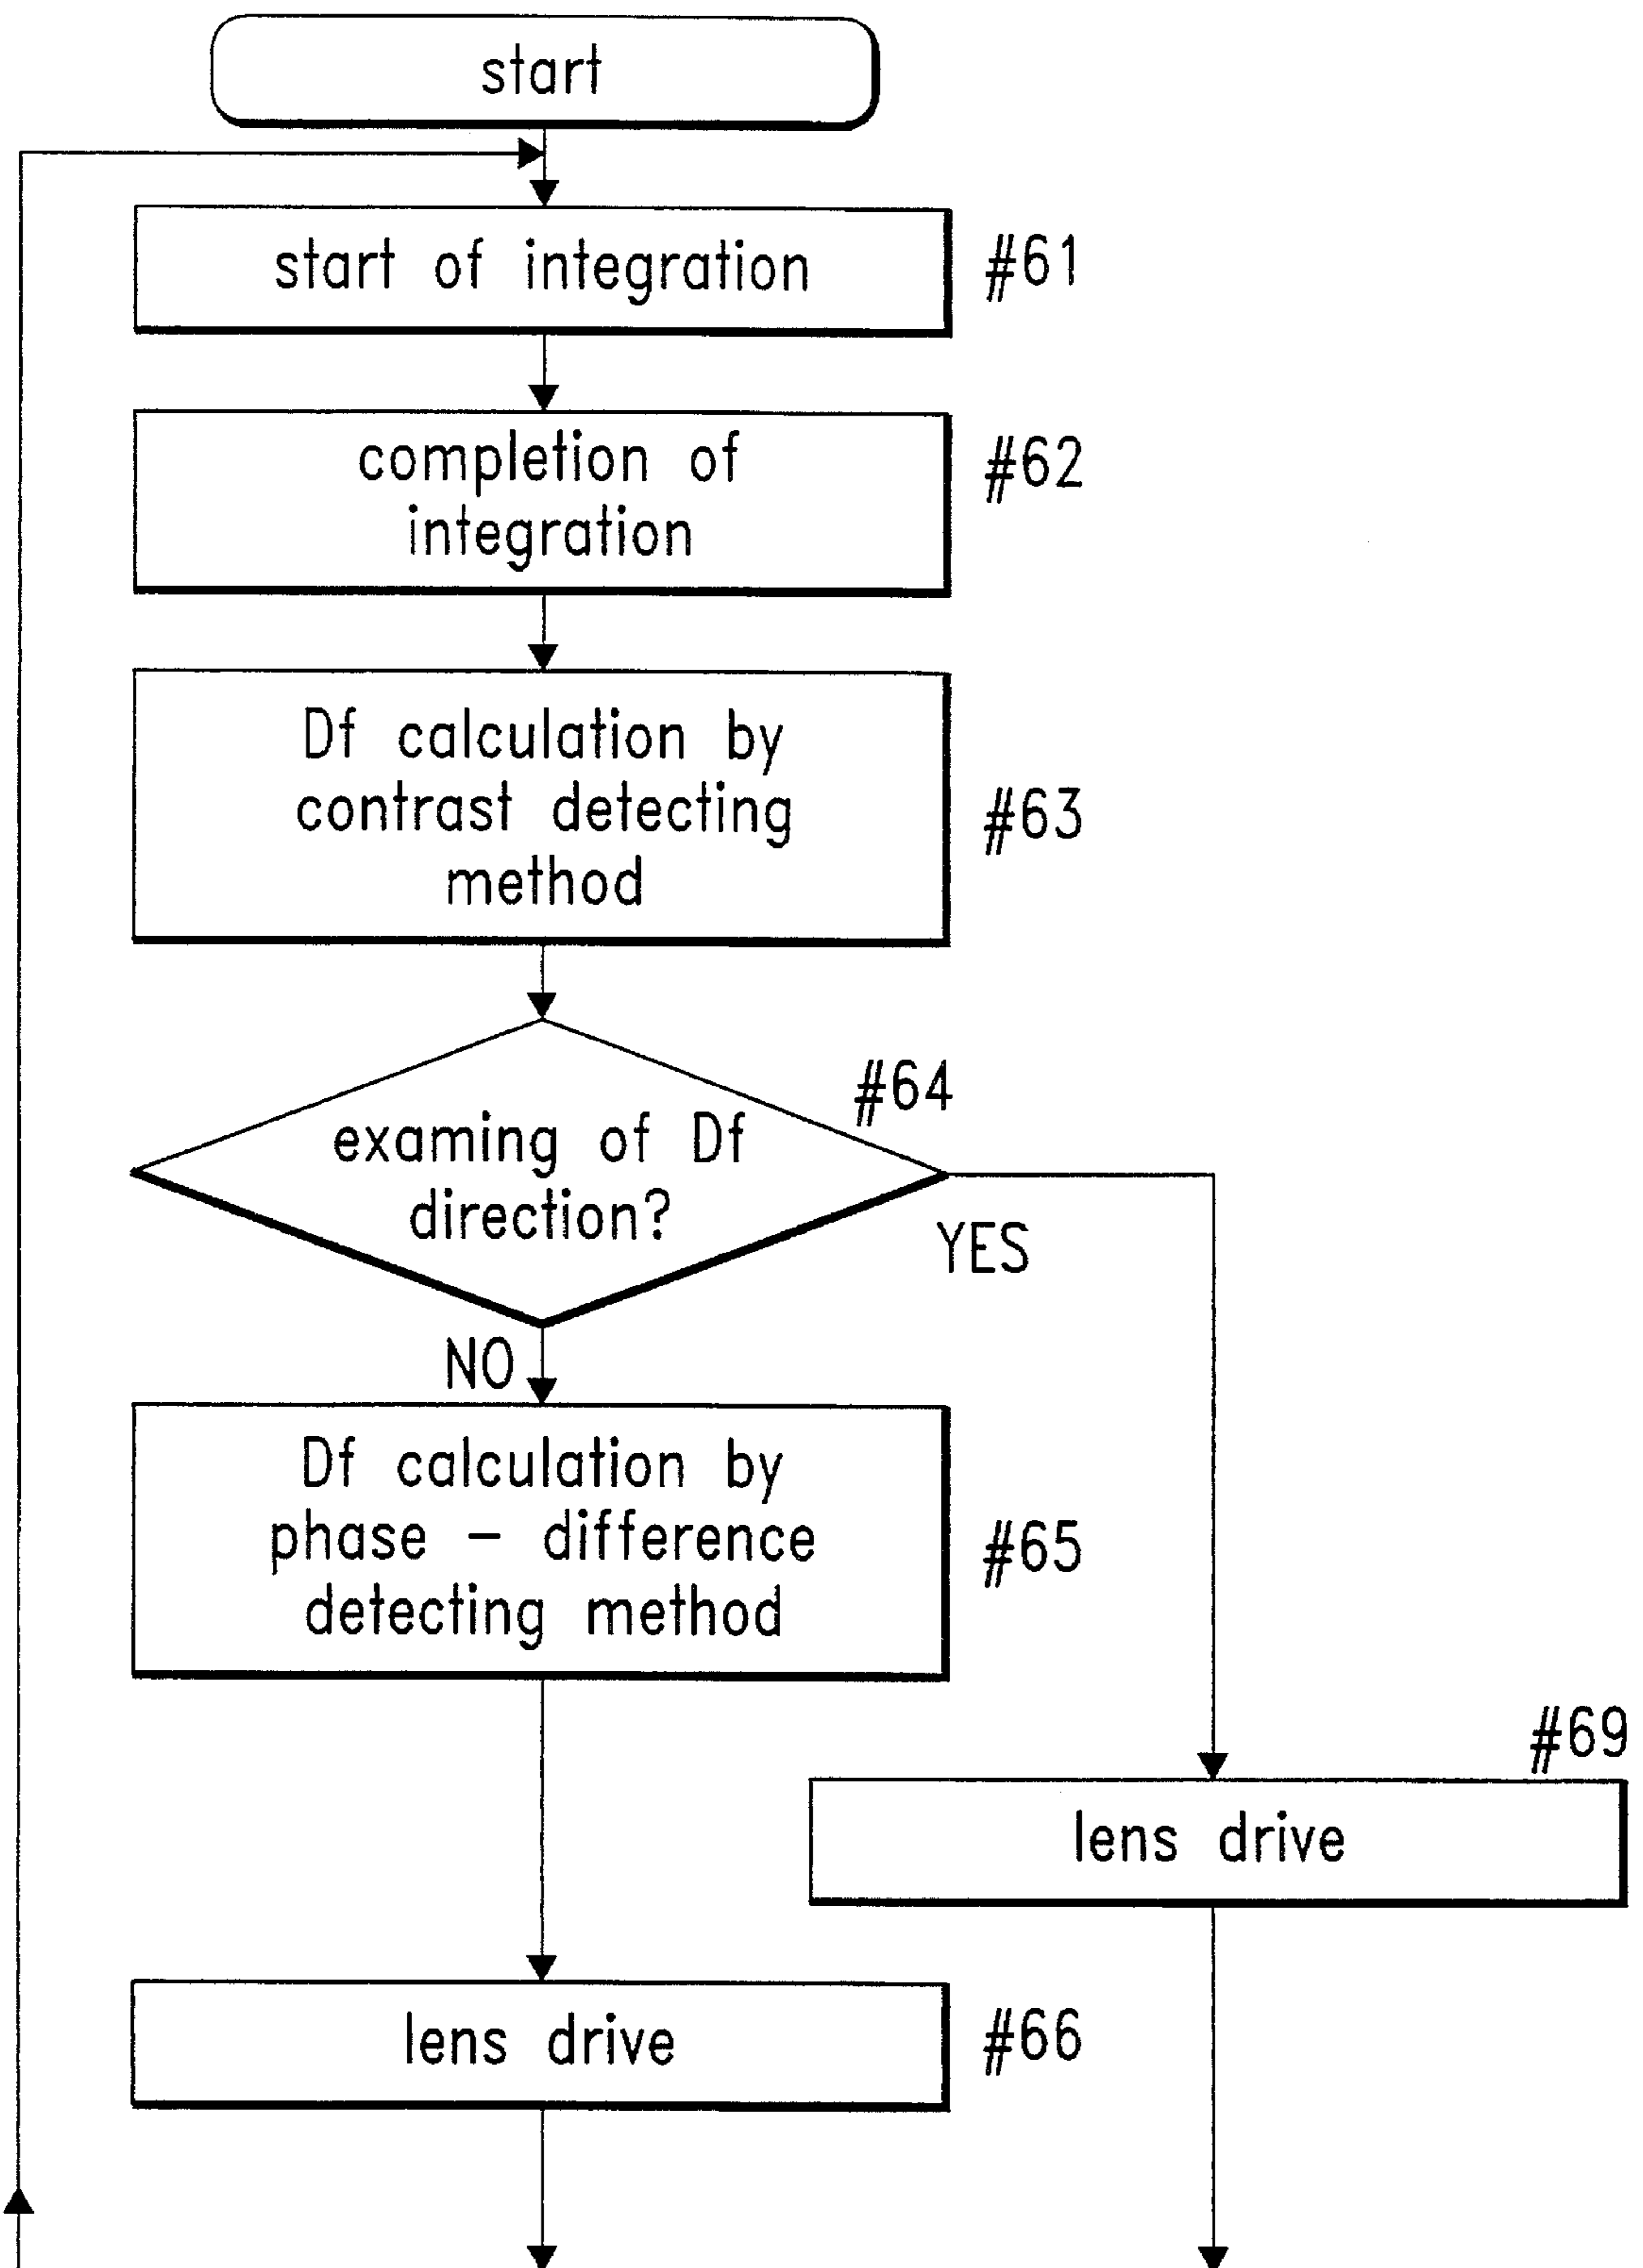 start
start of integration
#61
completion of
integration
#62
Df calculation by
contrast detecting
method
#63
#64
examing of Df
direction?
YES
NO
Df calculation by
phase – difference
detecting method
#65
#69
lens drive
lens drive
#66